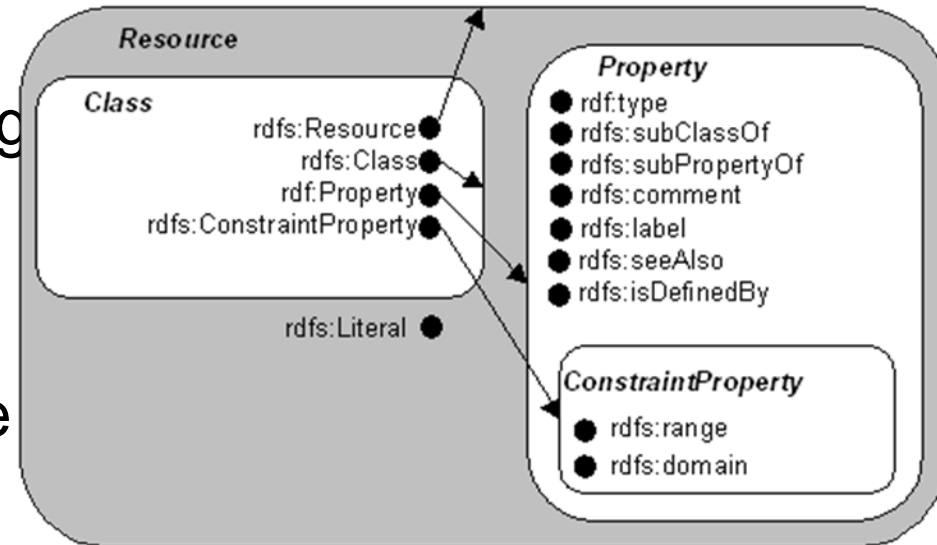 Resource
Class
rdfs:Resource
rdfs:Class
rdf:Property
rdfs:ConstraintProperty
rdfs:Literal
Property
rdf:type
rdfs:subClassOf
rdfs:subPropertyOf
rdfs:comment
rdfs:label
rdfs:seeAlso
rdfs:isDefinedBy
ConstraintProperty
rdfs:range
rdfs:domain
g
e